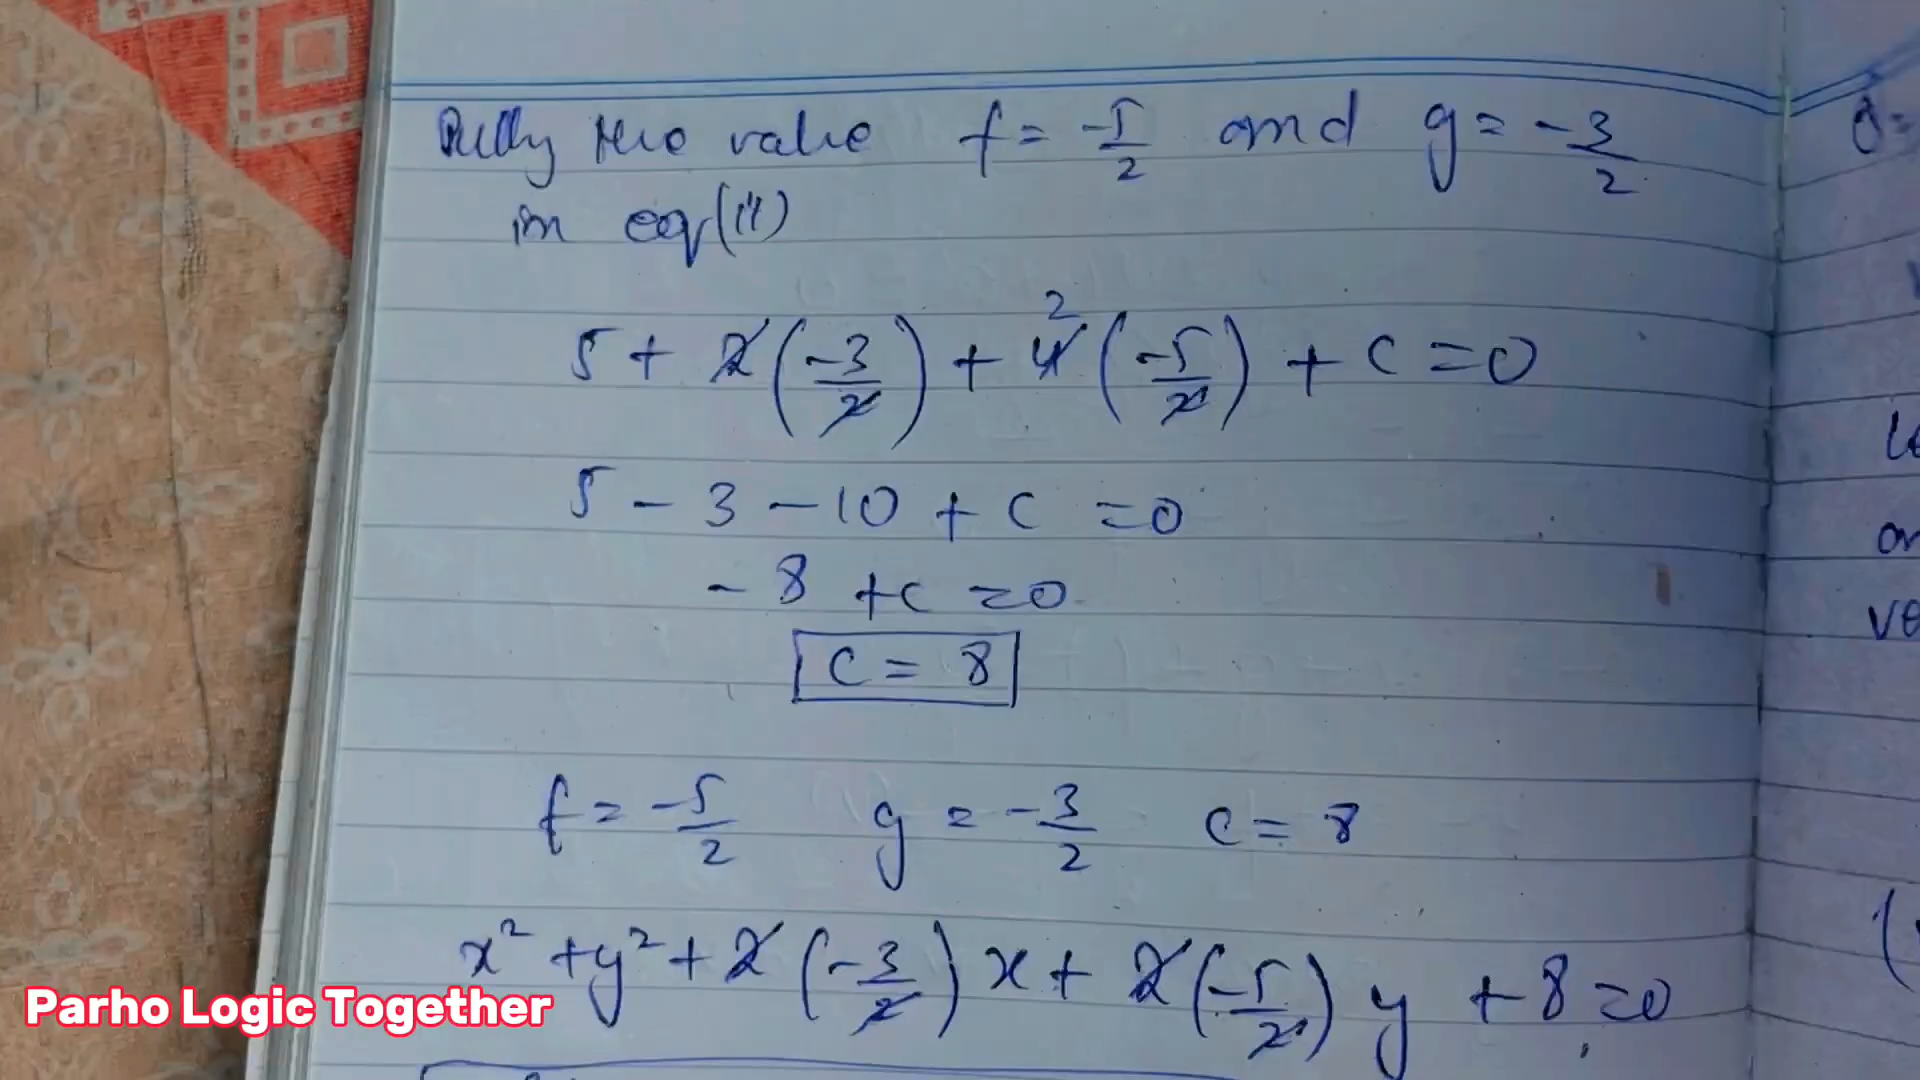 Putting the value f = -5/2 and g = -3/2
in eq(ii)
5 + 2(-3/2) + 4(-5/2) + c = 0
2
5 - 3 - 10 + c = 0
- 8 + c = 0
c = 8
f = -5/2 g = -3/2 c = 8
x² + y² + 2(-3/2)x + 2(-5/2)y + 8 = 0
Parho Logic Together